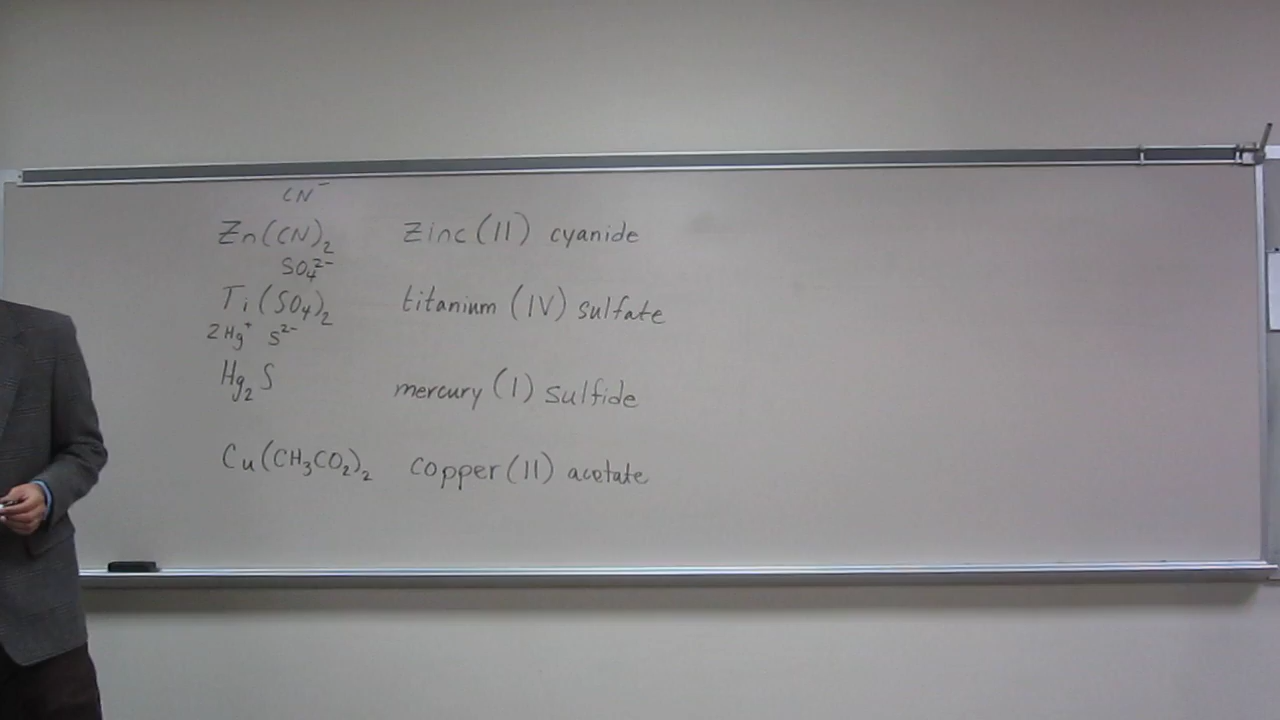 CN⁻
Zn(CN)₂ Zinc (II) cyanide
SO₄²⁻
Ti(SO₄)₂ titanium (IV) sulfate
2Hg⁺ S²⁻
Hg₂S mercury (I) sulfide
Cu(CH₃CO₂)₂ copper (II) acetate